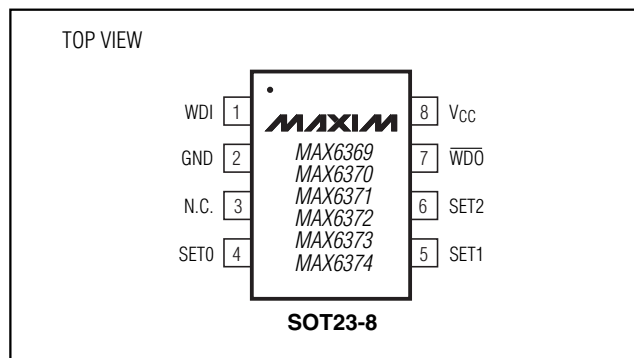 TOP VIEW
WDI 1
GND 2
N.C. 3
SET0 4
MAXIM
MAX6369
MAX6370
MAX6371
MAX6372
MAX6373
MAX6374
8 VCC
7 WDO
6 SET2
5 SET1
SOT23-8